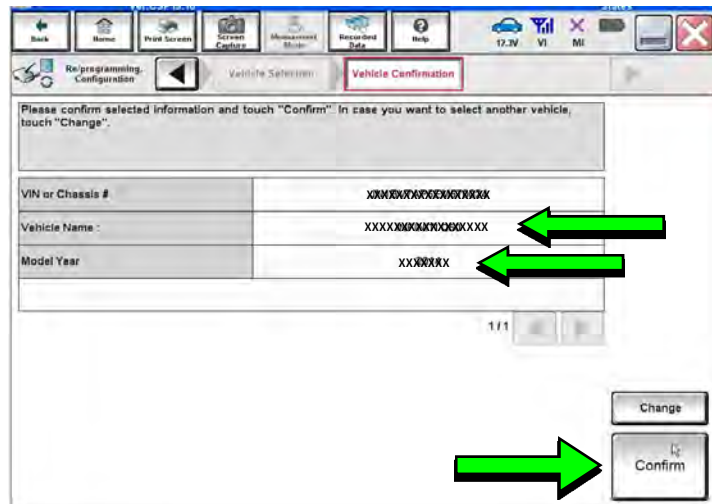 Back Home Print Screen Screen Capture Measurement Mode Recorded Data Help 12.3V VI MI
Re/programming, Configuration Vehicle Selection Vehicle Confirmation
Please confirm selected information and touch "Confirm". In case you want to select another vehicle,
touch "Change".
VIN or Chassis #
Vehicle Name :
Model Year
1/1
Change
Confirm